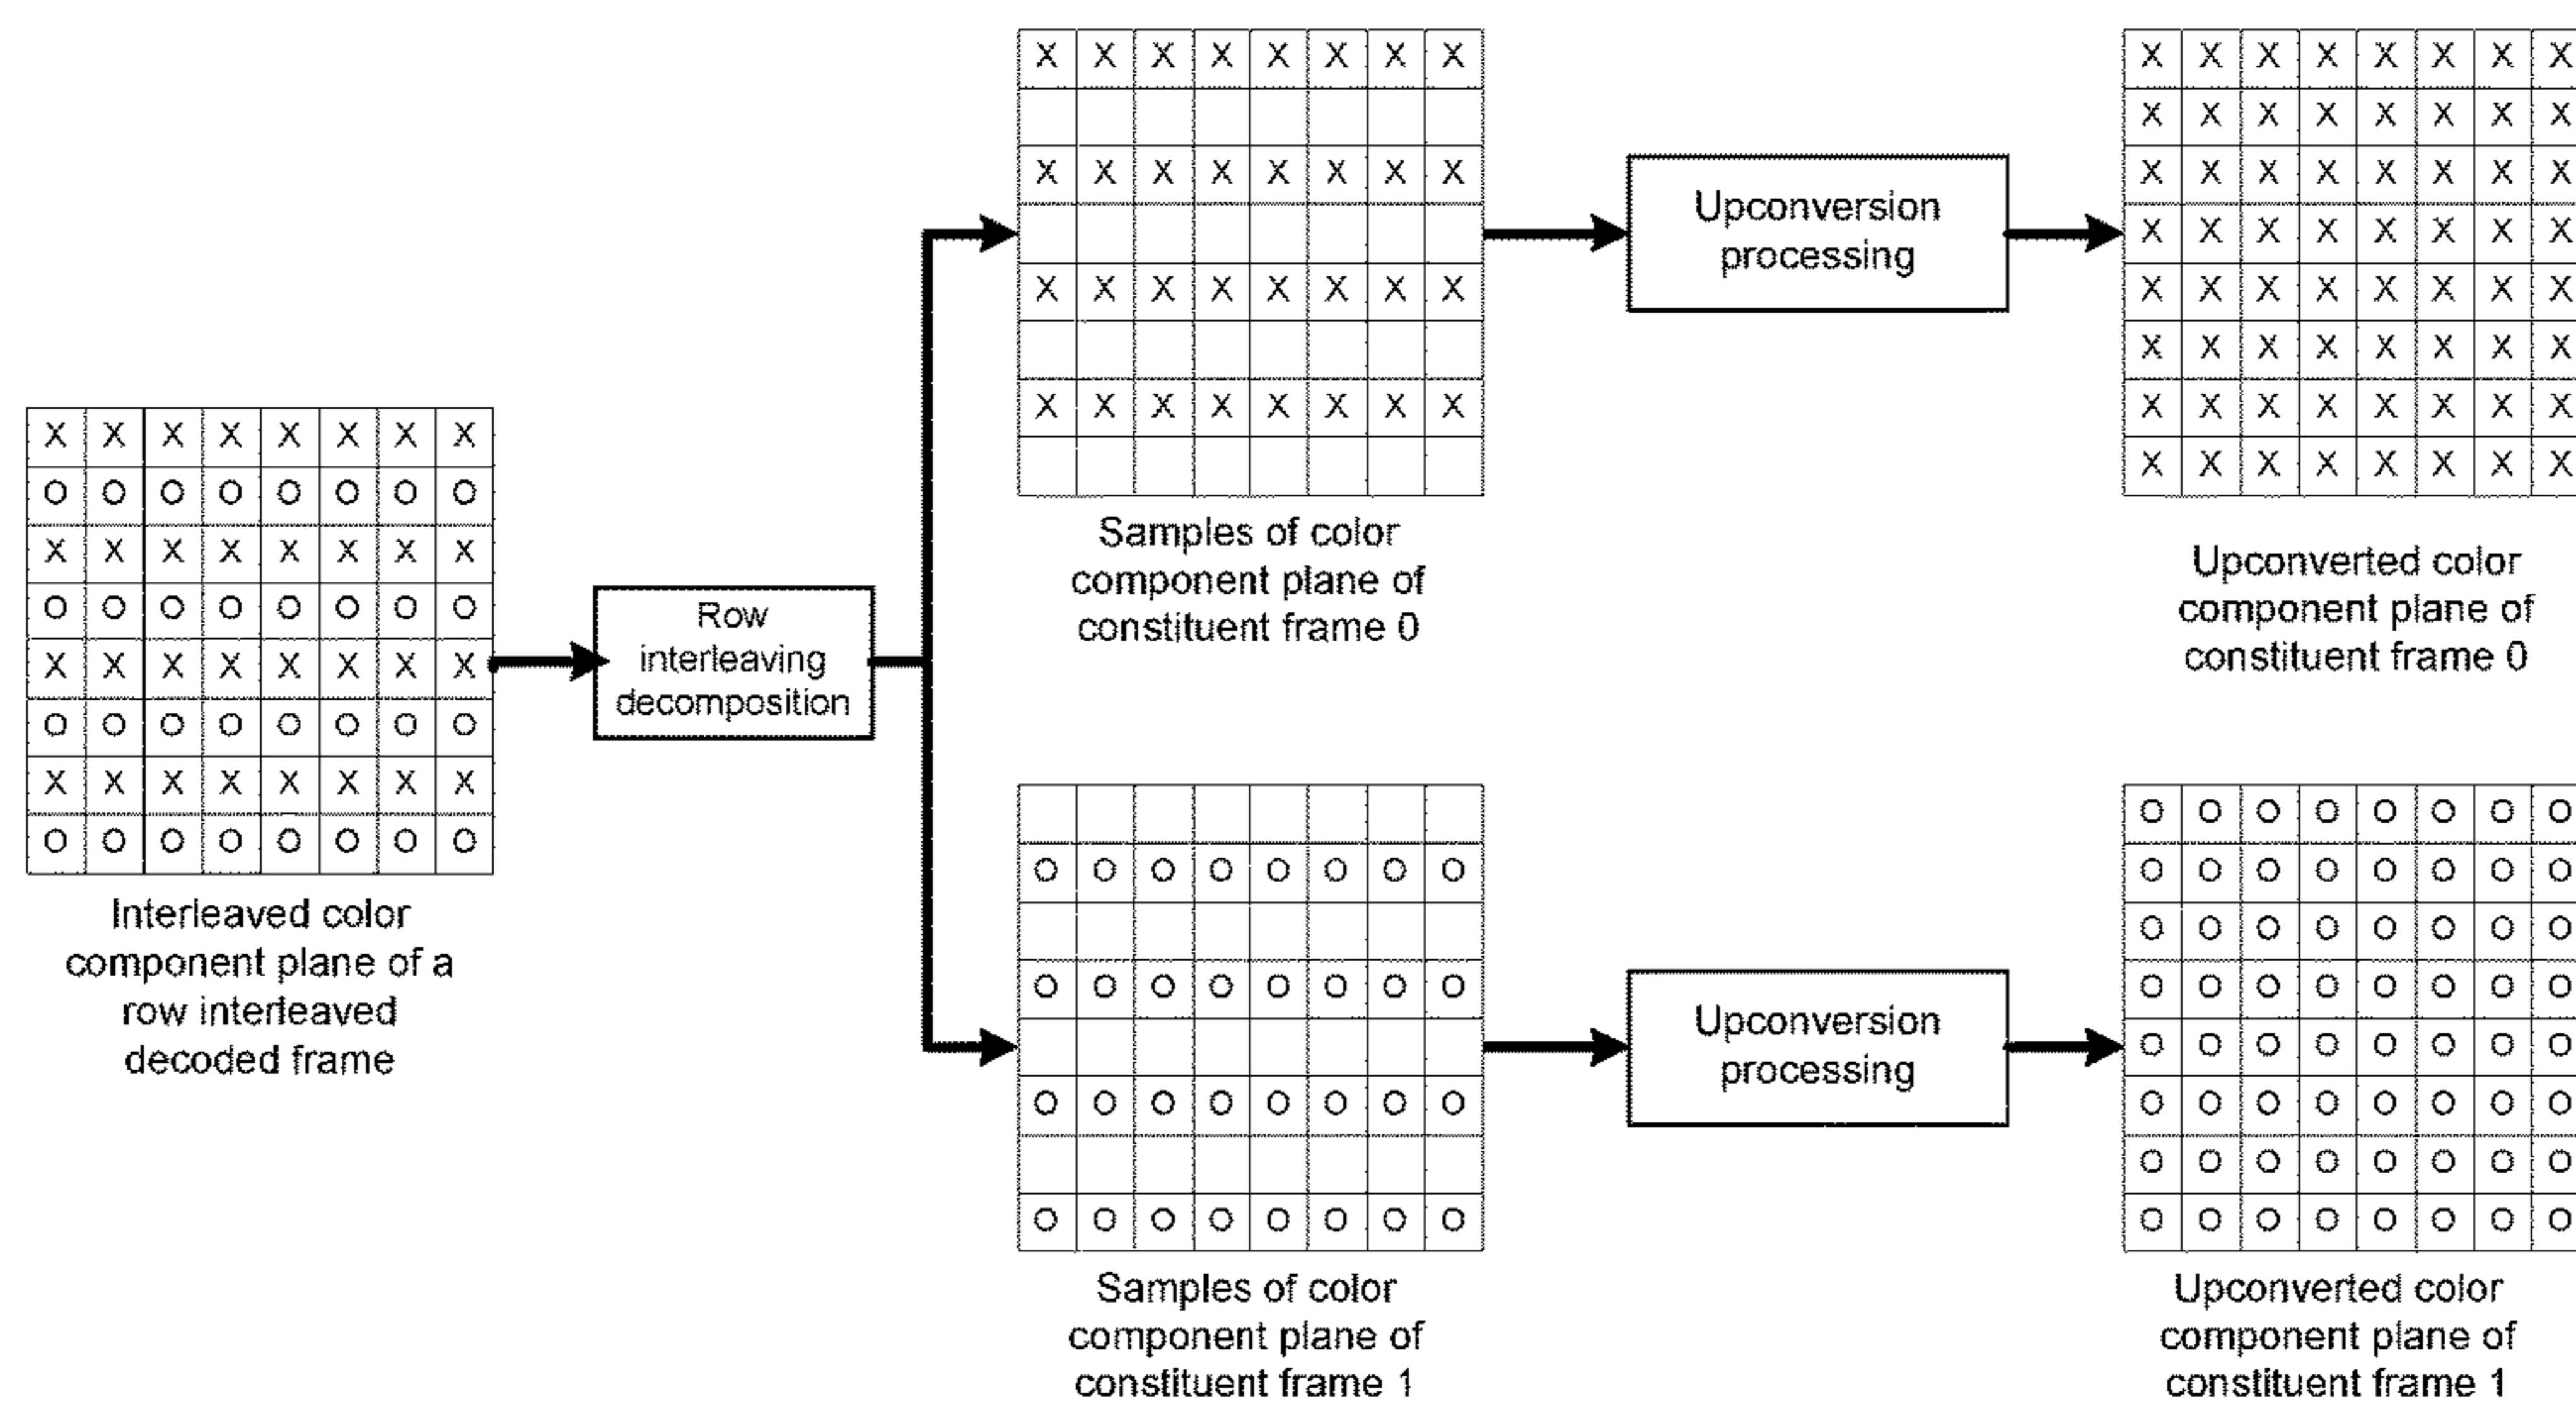 X X X X X X X X
O O O O O O O O
X X X X X X X X
O O O O O O O O
X X X X X X X X
O O O O O O O O
X X X X X X X X
O O O O O O O O
Interleaved color
component plane of a
row interleaved
decoded frame
Row
interleaving
decomposition
X X X X X X X X
X X X X X X X X
X X X X X X X X
X X X X X X X X
Samples of color
component plane of
constituent frame 0
Upconversion
processing
X X X X X X X X
X X X X X X X X
X X X X X X X X
X X X X X X X X
X X X X X X X X
X X X X X X X X
X X X X X X X X
X X X X X X X X
Upconverted color
component plane of
constituent frame 0
O O O O O O O O
O O O O O O O O
O O O O O O O O
O O O O O O O O
Samples of color
component plane of
constituent frame 1
Upconversion
processing
O O O O O O O O
O O O O O O O O
O O O O O O O O
O O O O O O O O
O O O O O O O O
O O O O O O O O
O O O O O O O O
O O O O O O O O
Upconverted color
component plane of
constituent frame 1